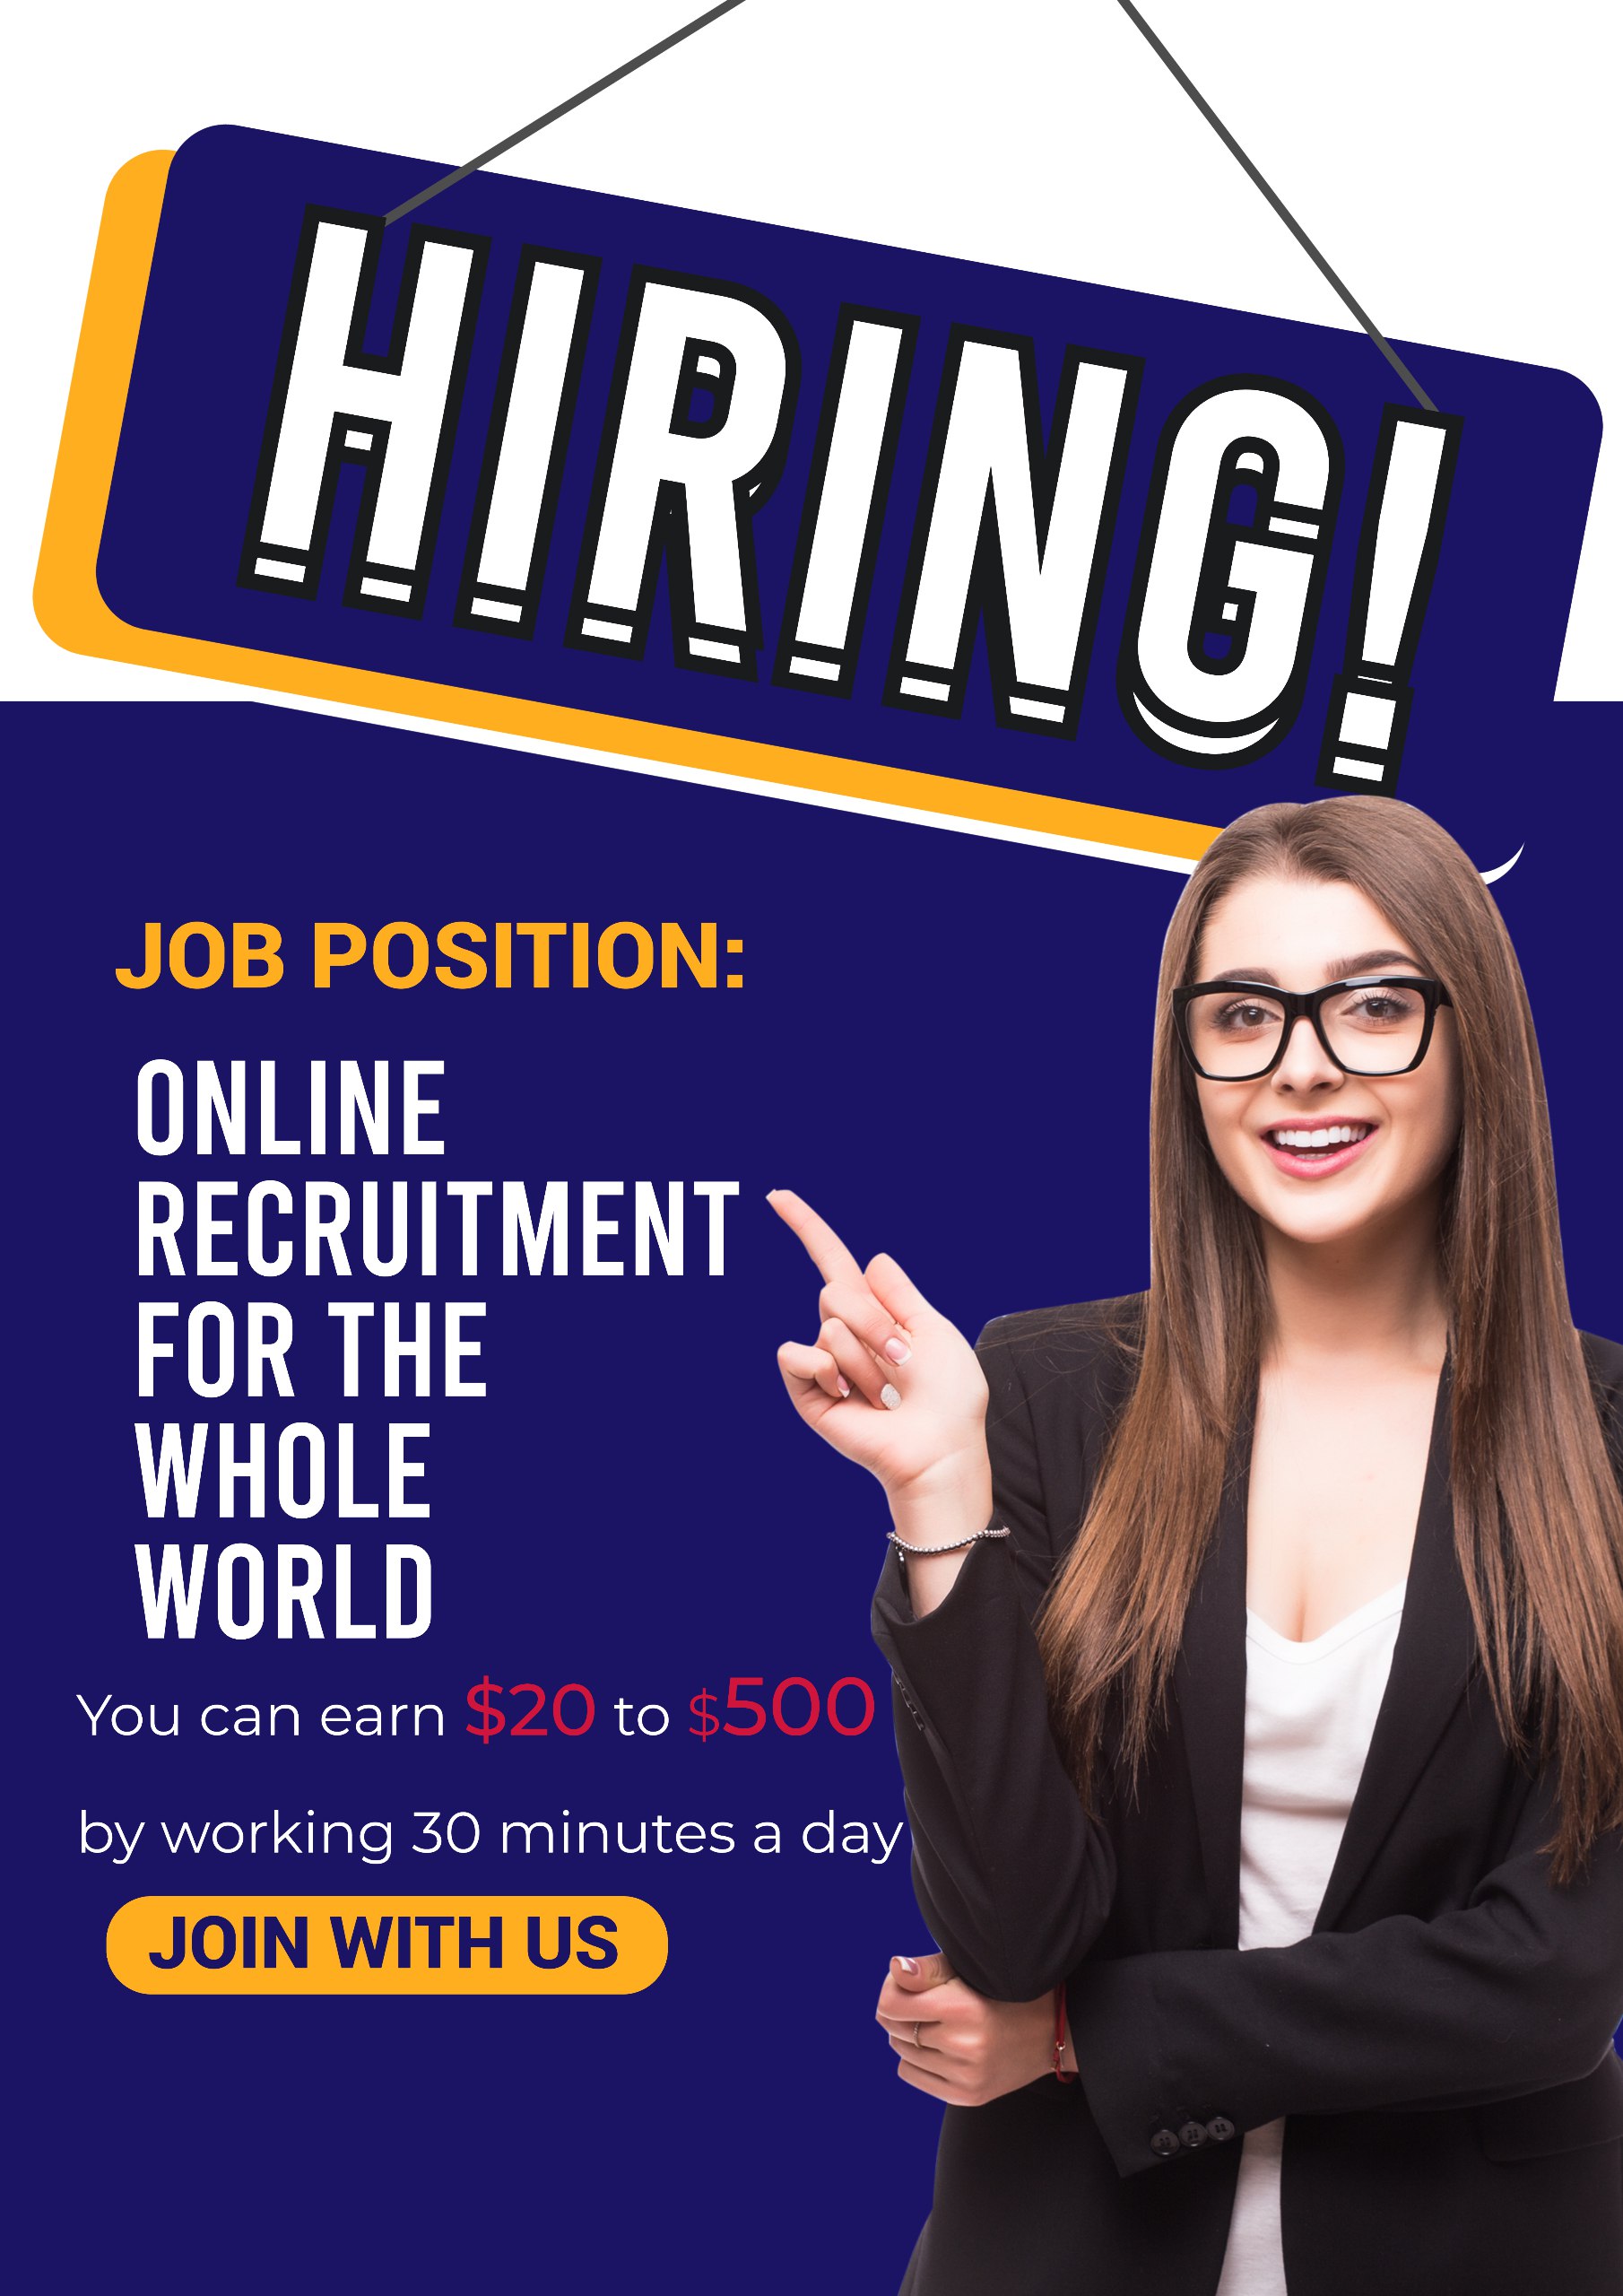 HIRING!
JOB POSITION:
ONLINE
RECRUITMENT
FOR THE
WHOLE
WORLD
You can earn $20 to $500
by working 30 minutes a day
JOIN WITH US